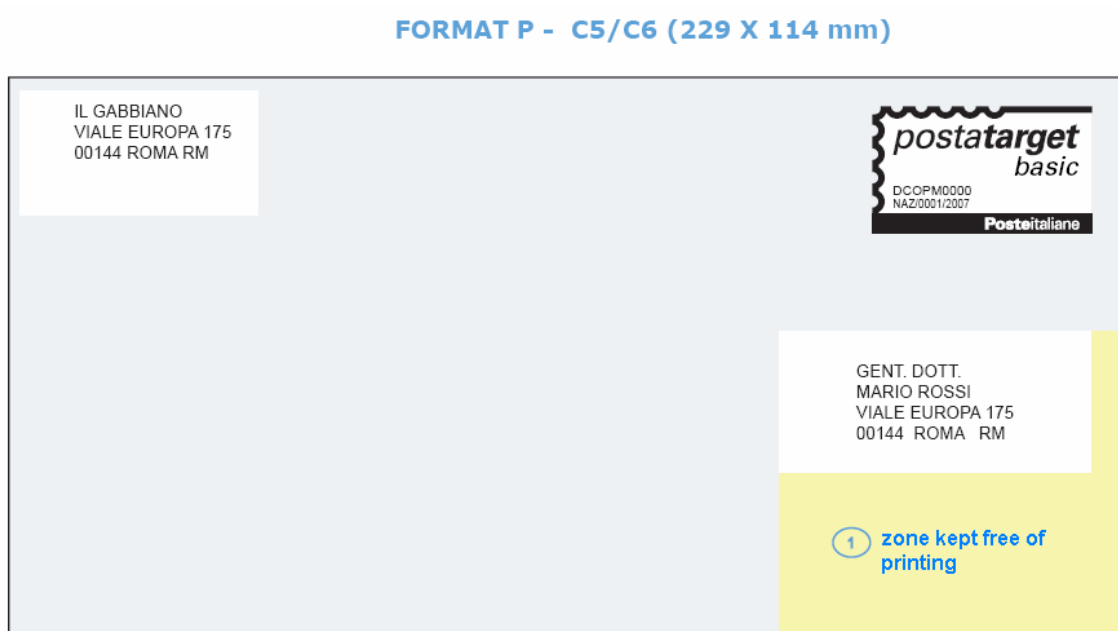 FORMAT P - C5/C6 (229 X 114 mm)
IL GABBIANO
VIALE EUROPA 175
00144 ROMA RM
postatarget
basic
DCOPM0000
NAZ/0001/2007
Posteitaliane
GENT. DOTT.
MARIO ROSSI
VIALE EUROPA 175
00144 ROMA RM
1 zone kept free of
printing